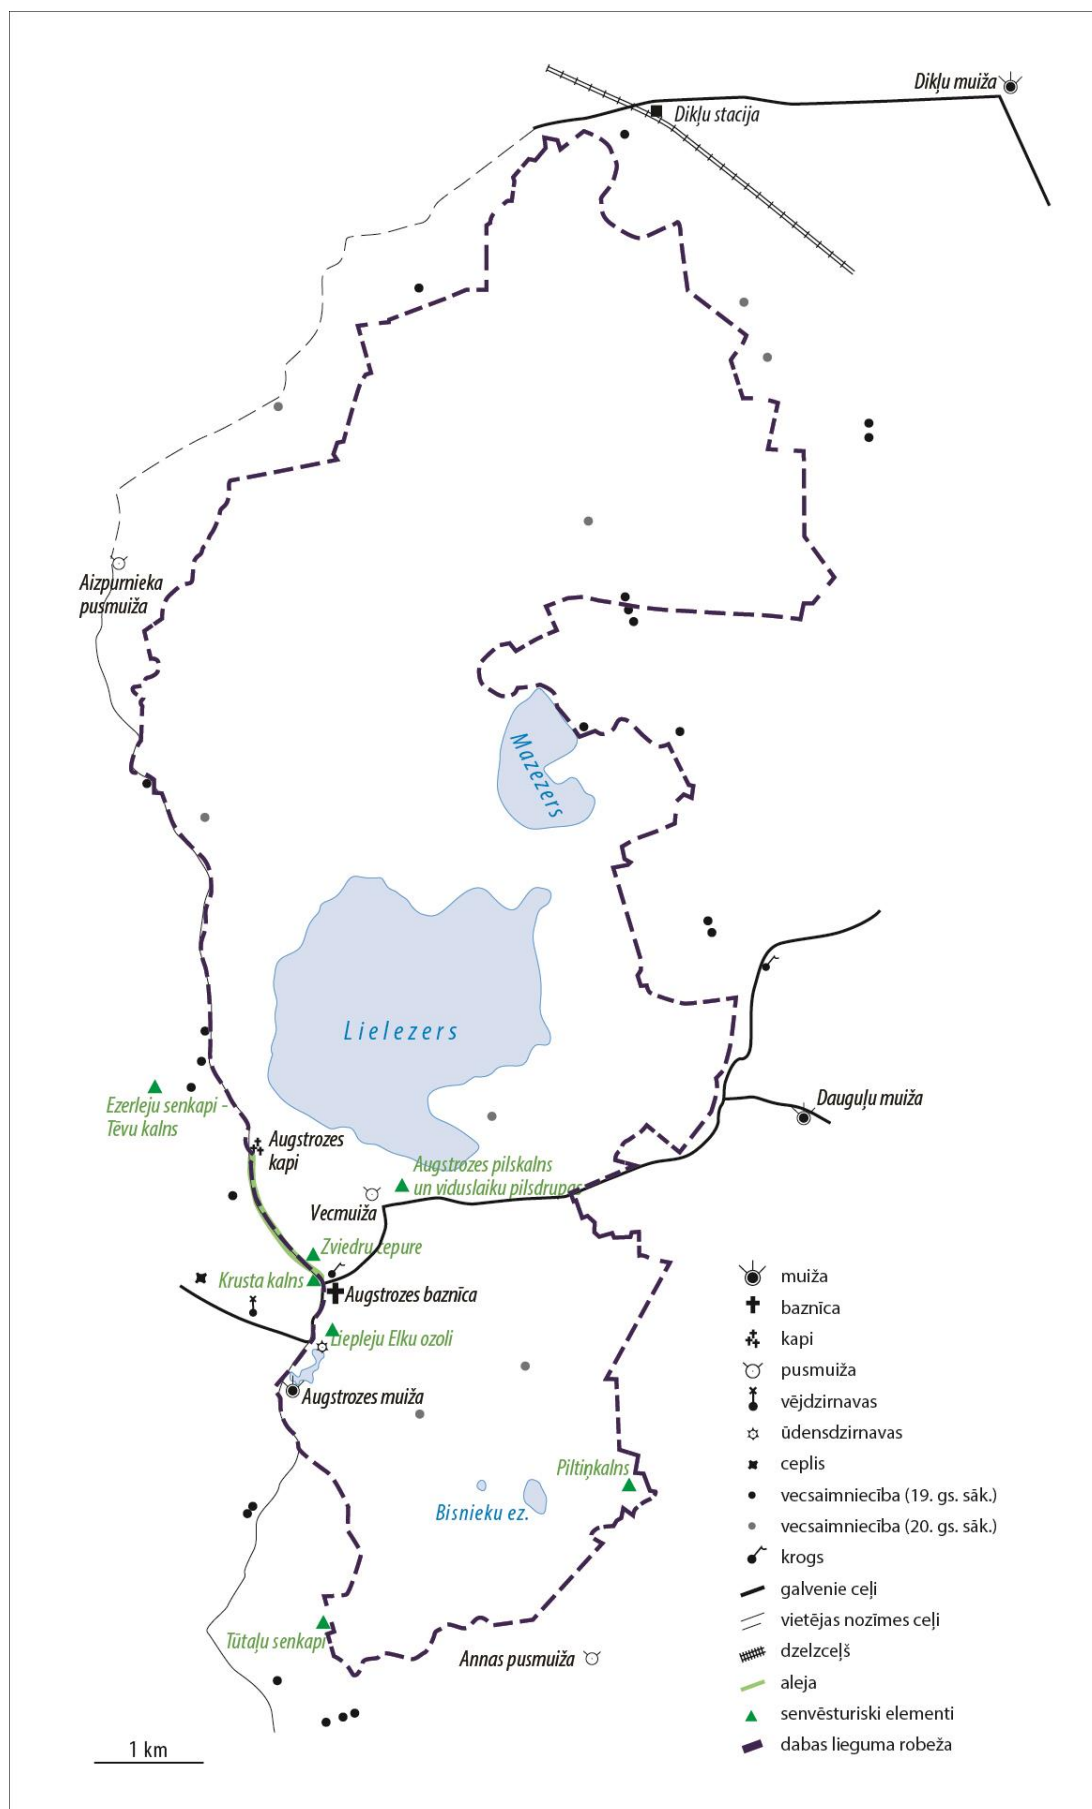 Dikļu muiža
Dikļu stacija
Aizpurnieka
pusmuiža
Mazezers
Lielezers
Ezerleju senkapi -
Tēvu kalns
Augstrozes
kapi
Dauguļu muiža
Augstrozes pilskalns
un viduslaiku pilsdrupas
Vecmuiža
Zviedru cepure
Krusta kalns
Augstrozes baznīca
Liepleju Elku ozoli
Augstrozes muiža
Piltiņkalns
Bisnieku ez.
Tūtaļu senkapi
Annas pusmuiža
1 km
muiža
baznīca
kapi
pusmuiža
vējdzirnavas
ūdensdzirnavas
ceplis
vecsaimniecība (19. gs. sāk.)
vecsaimniecība (20. gs. sāk.)
krogs
galvenie ceļi
vietējas nozīmes ceļi
dzelzceļš
aleja
senvēsturiski elementi
dabas lieguma robeža